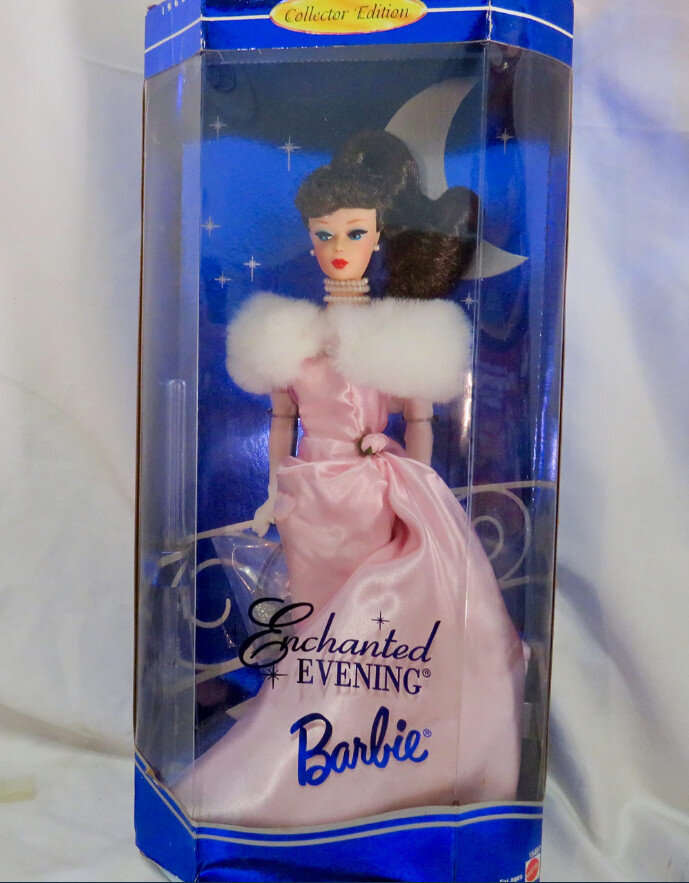 Collector Edition
Enchanted
EVENING®
Barbie®